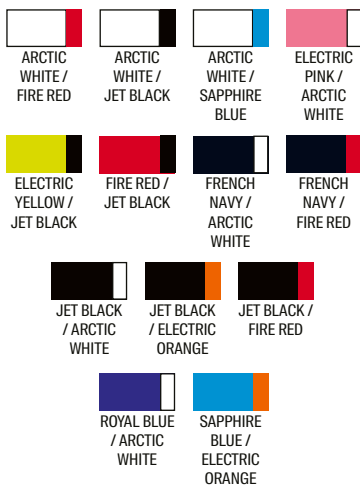 ARCTIC
WHITE /
FIRE RED
ARCTIC
WHITE /
JET BLACK
ARCTIC
WHITE /
SAPPHIRE
BLUE
ELECTRIC
PINK /
ARCTIC
WHITE
ELECTRIC
YELLOW /
JET BLACK
FIRE RED /
JET BLACK
FRENCH
NAVY /
ARCTIC
WHITE
FRENCH
NAVY /
FIRE RED
JET BLACK
/ ARCTIC
WHITE
JET BLACK
/ ELECTRIC
ORANGE
JET BLACK /
FIRE RED
ROYAL BLUE
/ ARCTIC
WHITE
SAPPHIRE
BLUE /
ELECTRIC
ORANGE